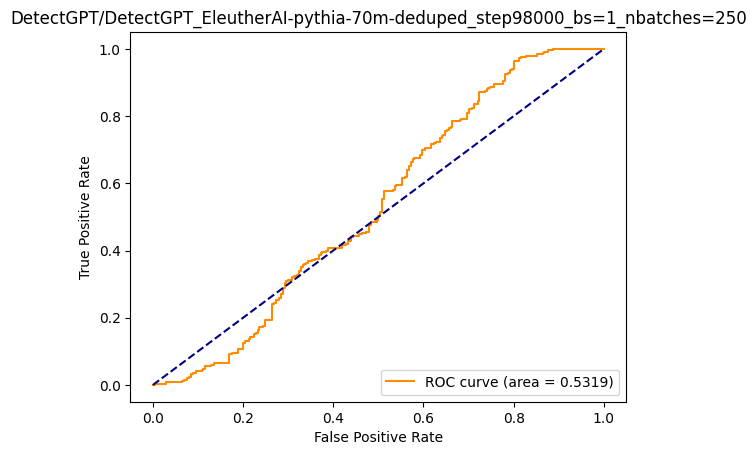 DetectGPT/DetectGPT_EleutherAI-pythia-70m-deduped_step98000_bs=1_nbatches=250
1.0
0.8
0.6
0.4
0.2
0.0
True Positive Rate
ROC curve (area = 0.5319)
0.0 0.2 0.4 0.6 0.8 1.0
False Positive Rate